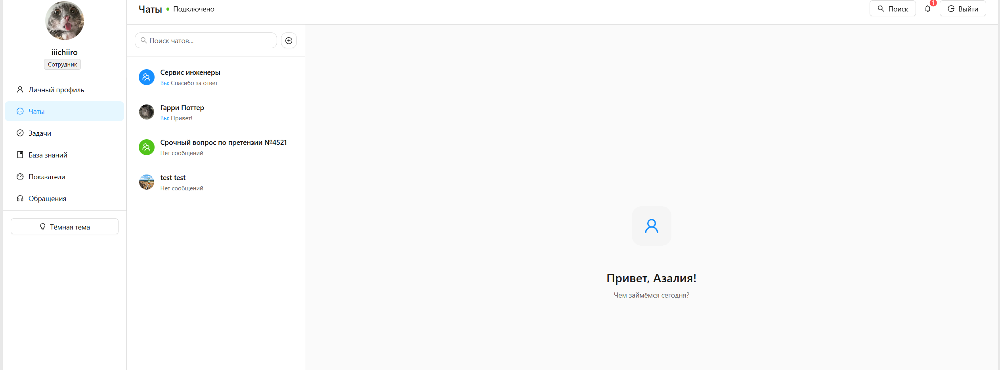 iiichiiro
Сотрудник
Личный профиль
Чаты
Задачи
База знаний
Показатели
Обращения
Тёмная тема
Чаты
Подключено
Поиск
1
Выйти
Поиск чатов...
Сервис инженеры
Вы: Спасибо за ответ
Гарри Поттер
Вы: Привет!
Срочный вопрос по претензии №4521
Нет сообщений
test test
Нет сообщений
Привет, Азалия!
Чем займёмся сегодня?